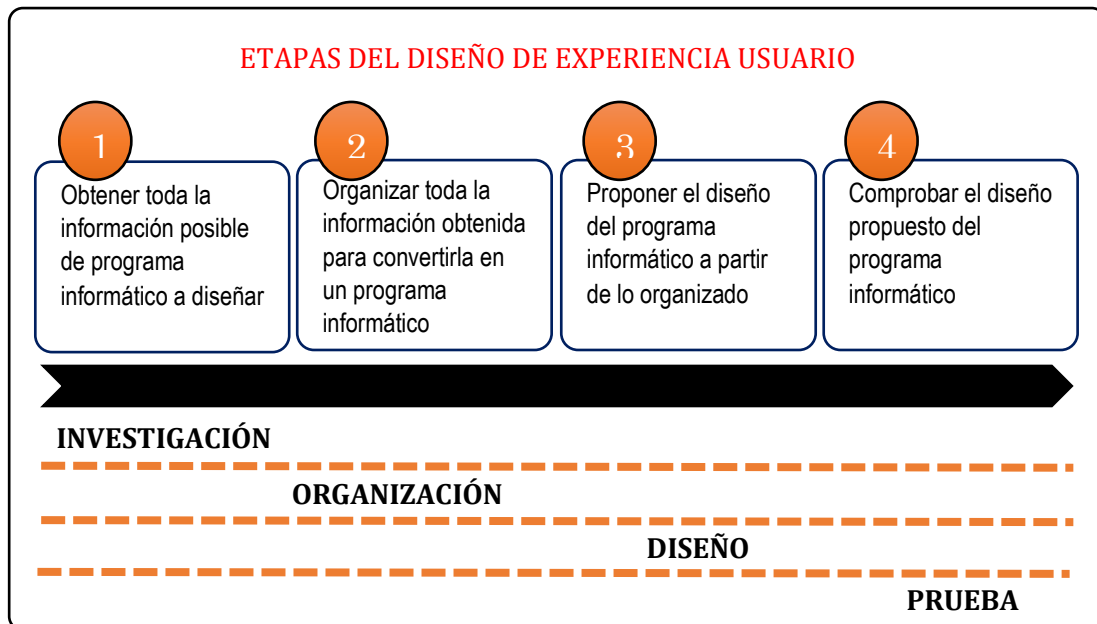 ETAPAS DEL DISEÑO DE EXPERIENCIA USUARIO
1
Obtener toda la
información posible
de programa
informático a diseñar
2
Organizar toda la
información obtenida
para convertirla en
un programa
informático
3
Proponer el diseño
del programa
informático a partir
de lo organizado
4
Comprobar el diseño
propuesto del
programa
informático
INVESTIGACIÓN
ORGANIZACIÓN
DISEÑO
PRUEBA